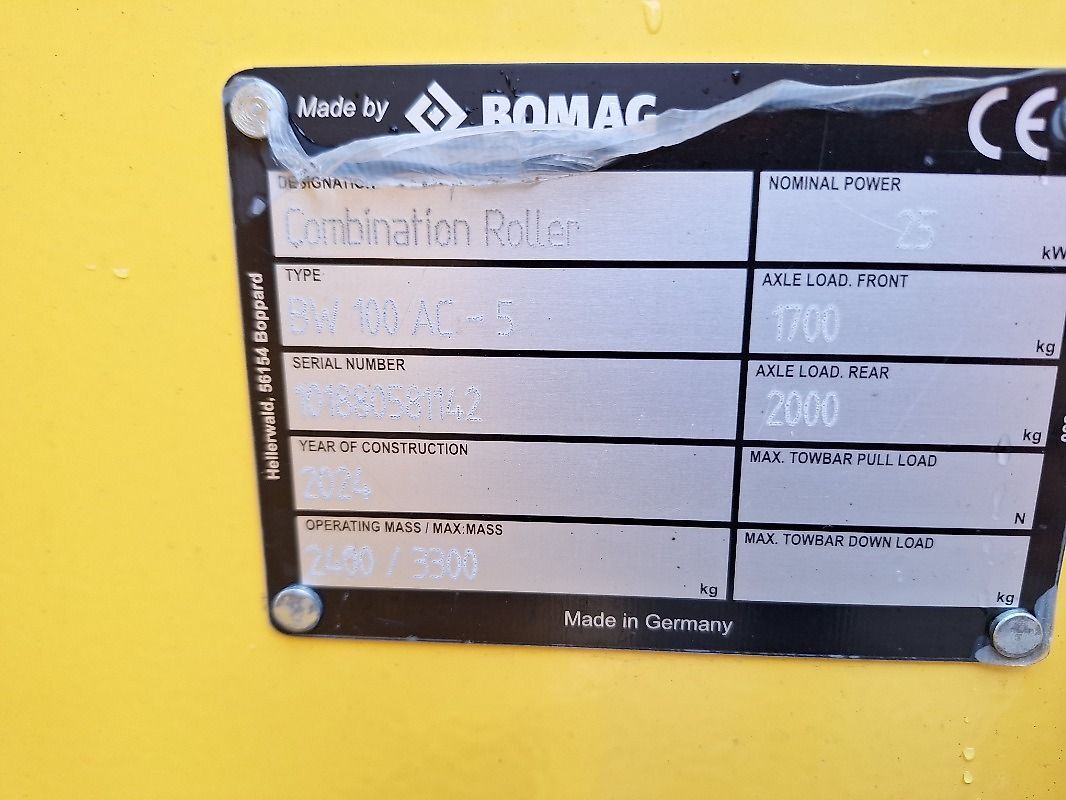 Made by BOMAG
CE
DESIGNATION
Combination Roller
NOMINAL POWER
25
kW
TYPE
BW 100 AC - 5
AXLE LOAD. FRONT
1700
kg
SERIAL NUMBER
101880581142
AXLE LOAD. REAR
2000
kg
YEAR OF CONSTRUCTION
2024
MAX. TOWBAR PULL LOAD
N
OPERATING MASS / MAX.MASS
/ 3300
kg
MAX. TOWBAR DOWN LOAD
kg
Made in Germany
Hellerwald, 56154 Boppard